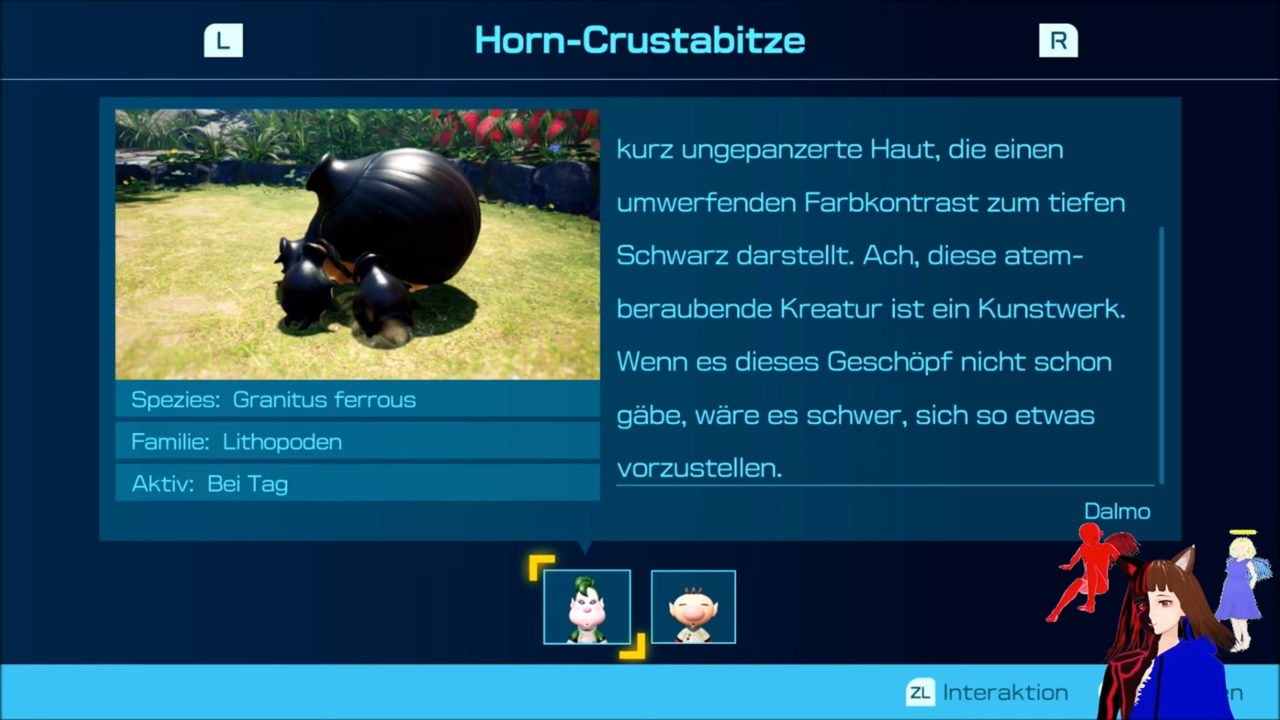 L
Horn-Crustabitze
R
kurz ungepanzerte Haut, die einen
umwerfenden Farbkontrast zum tiefen
Schwarz darstellt. Ach, diese atem-
beraubende Kreatur ist ein Kunstwerk.
Wenn es dieses Geschöpf nicht schon
gäbe, wäre es schwer, sich so etwas
vorzustellen.
Dalmo
Spezies: Granitus ferrous
Familie: Lithopoden
Aktiv: Bei Tag
ZL Interaktion